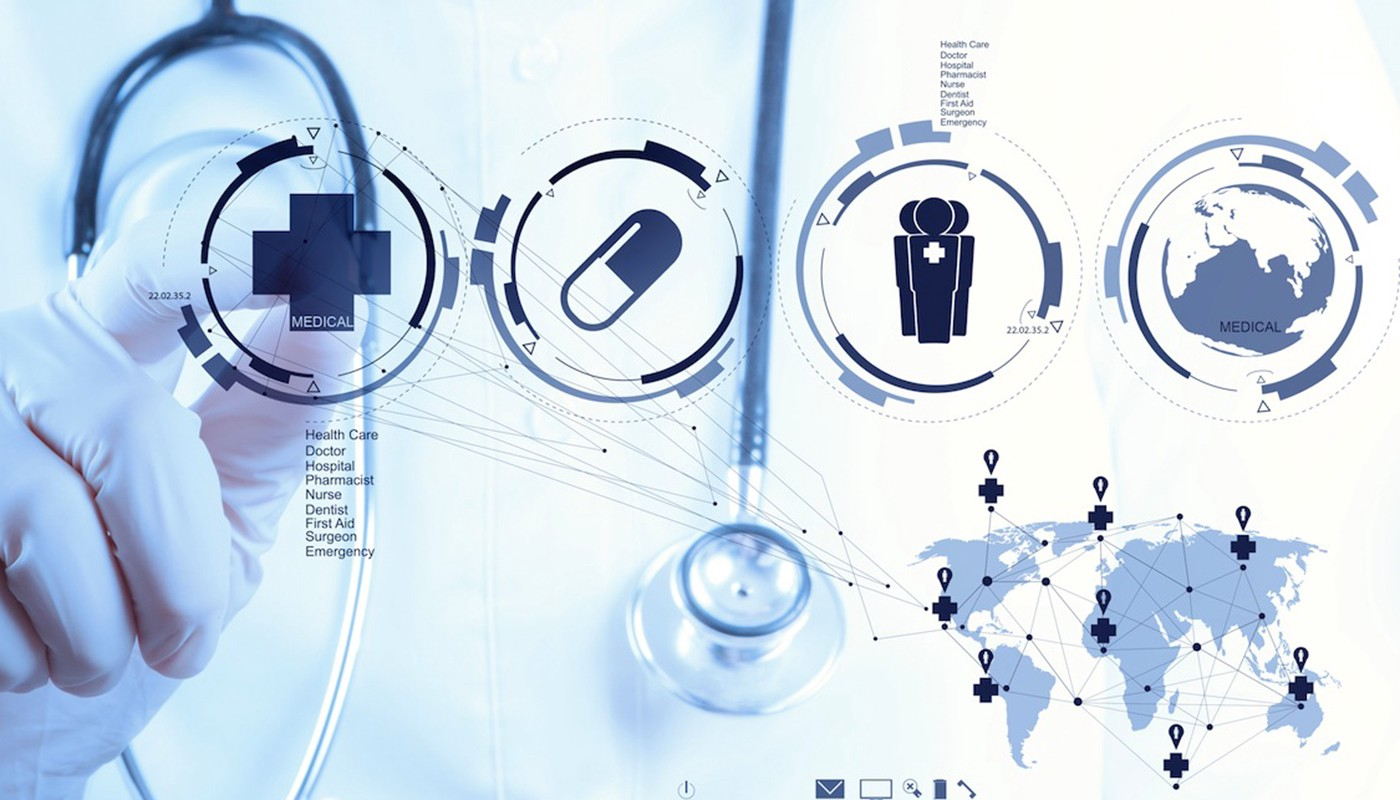 Health Care
Doctor
Hospital
Pharmacist
Nurse
Dentist
First Aid
Surgeon
Emergency
22.02.35.2
MEDICAL
22.02.35.2
MEDICAL
Health Care
Doctor
Hospital
Pharmacist
Nurse
Dentist
First Aid
Surgeon
Emergency